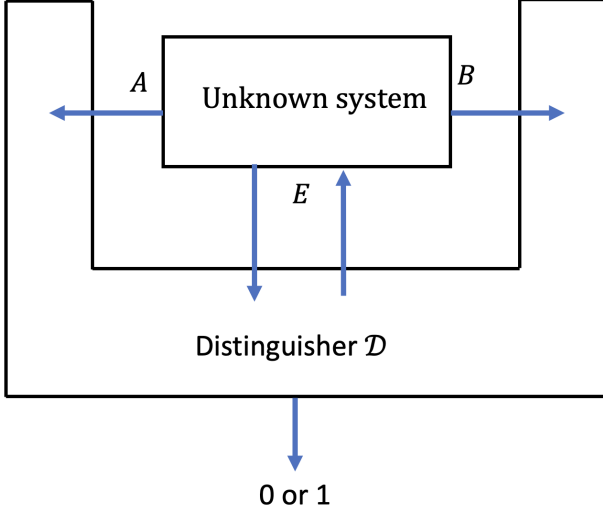 A
B
Unknown system
E
Distinguisher 𝒟
0 or 1